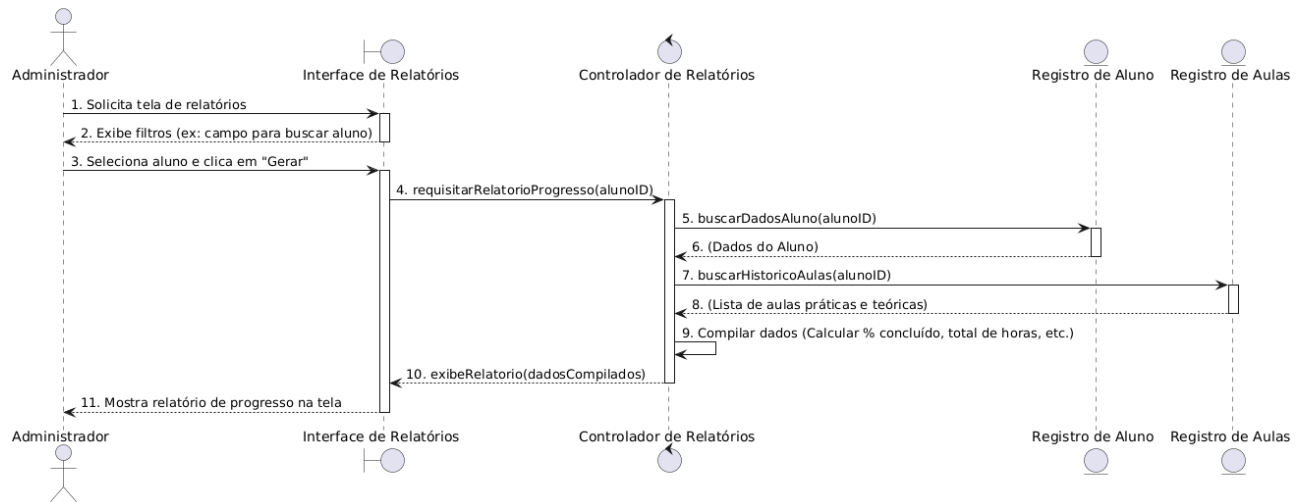 Administrador
Interface de Relatórios
Controlador de Relatórios
Registro de Aluno
Registro de Aulas
1. Solicita tela de relatórios
2. Exibe filtros (ex: campo para buscar aluno)
3. Seleciona aluno e clica em "Gerar"
4. requisitarRelatorioProgresso(alunoID)
5. buscarDadosAluno(alunoID)
6. (Dados do Aluno)
7. buscarHistoricoAulas(alunoID)
8. (Lista de aulas práticas e teóricas)
9. Compilar dados (Calcular % concluído, total de horas, etc.)
10. exibeRelatorio(dadosCompilados)
11. Mostra relatório de progresso na tela
Administrador
Interface de Relatórios
Controlador de Relatórios
Registro de Aluno
Registro de Aulas